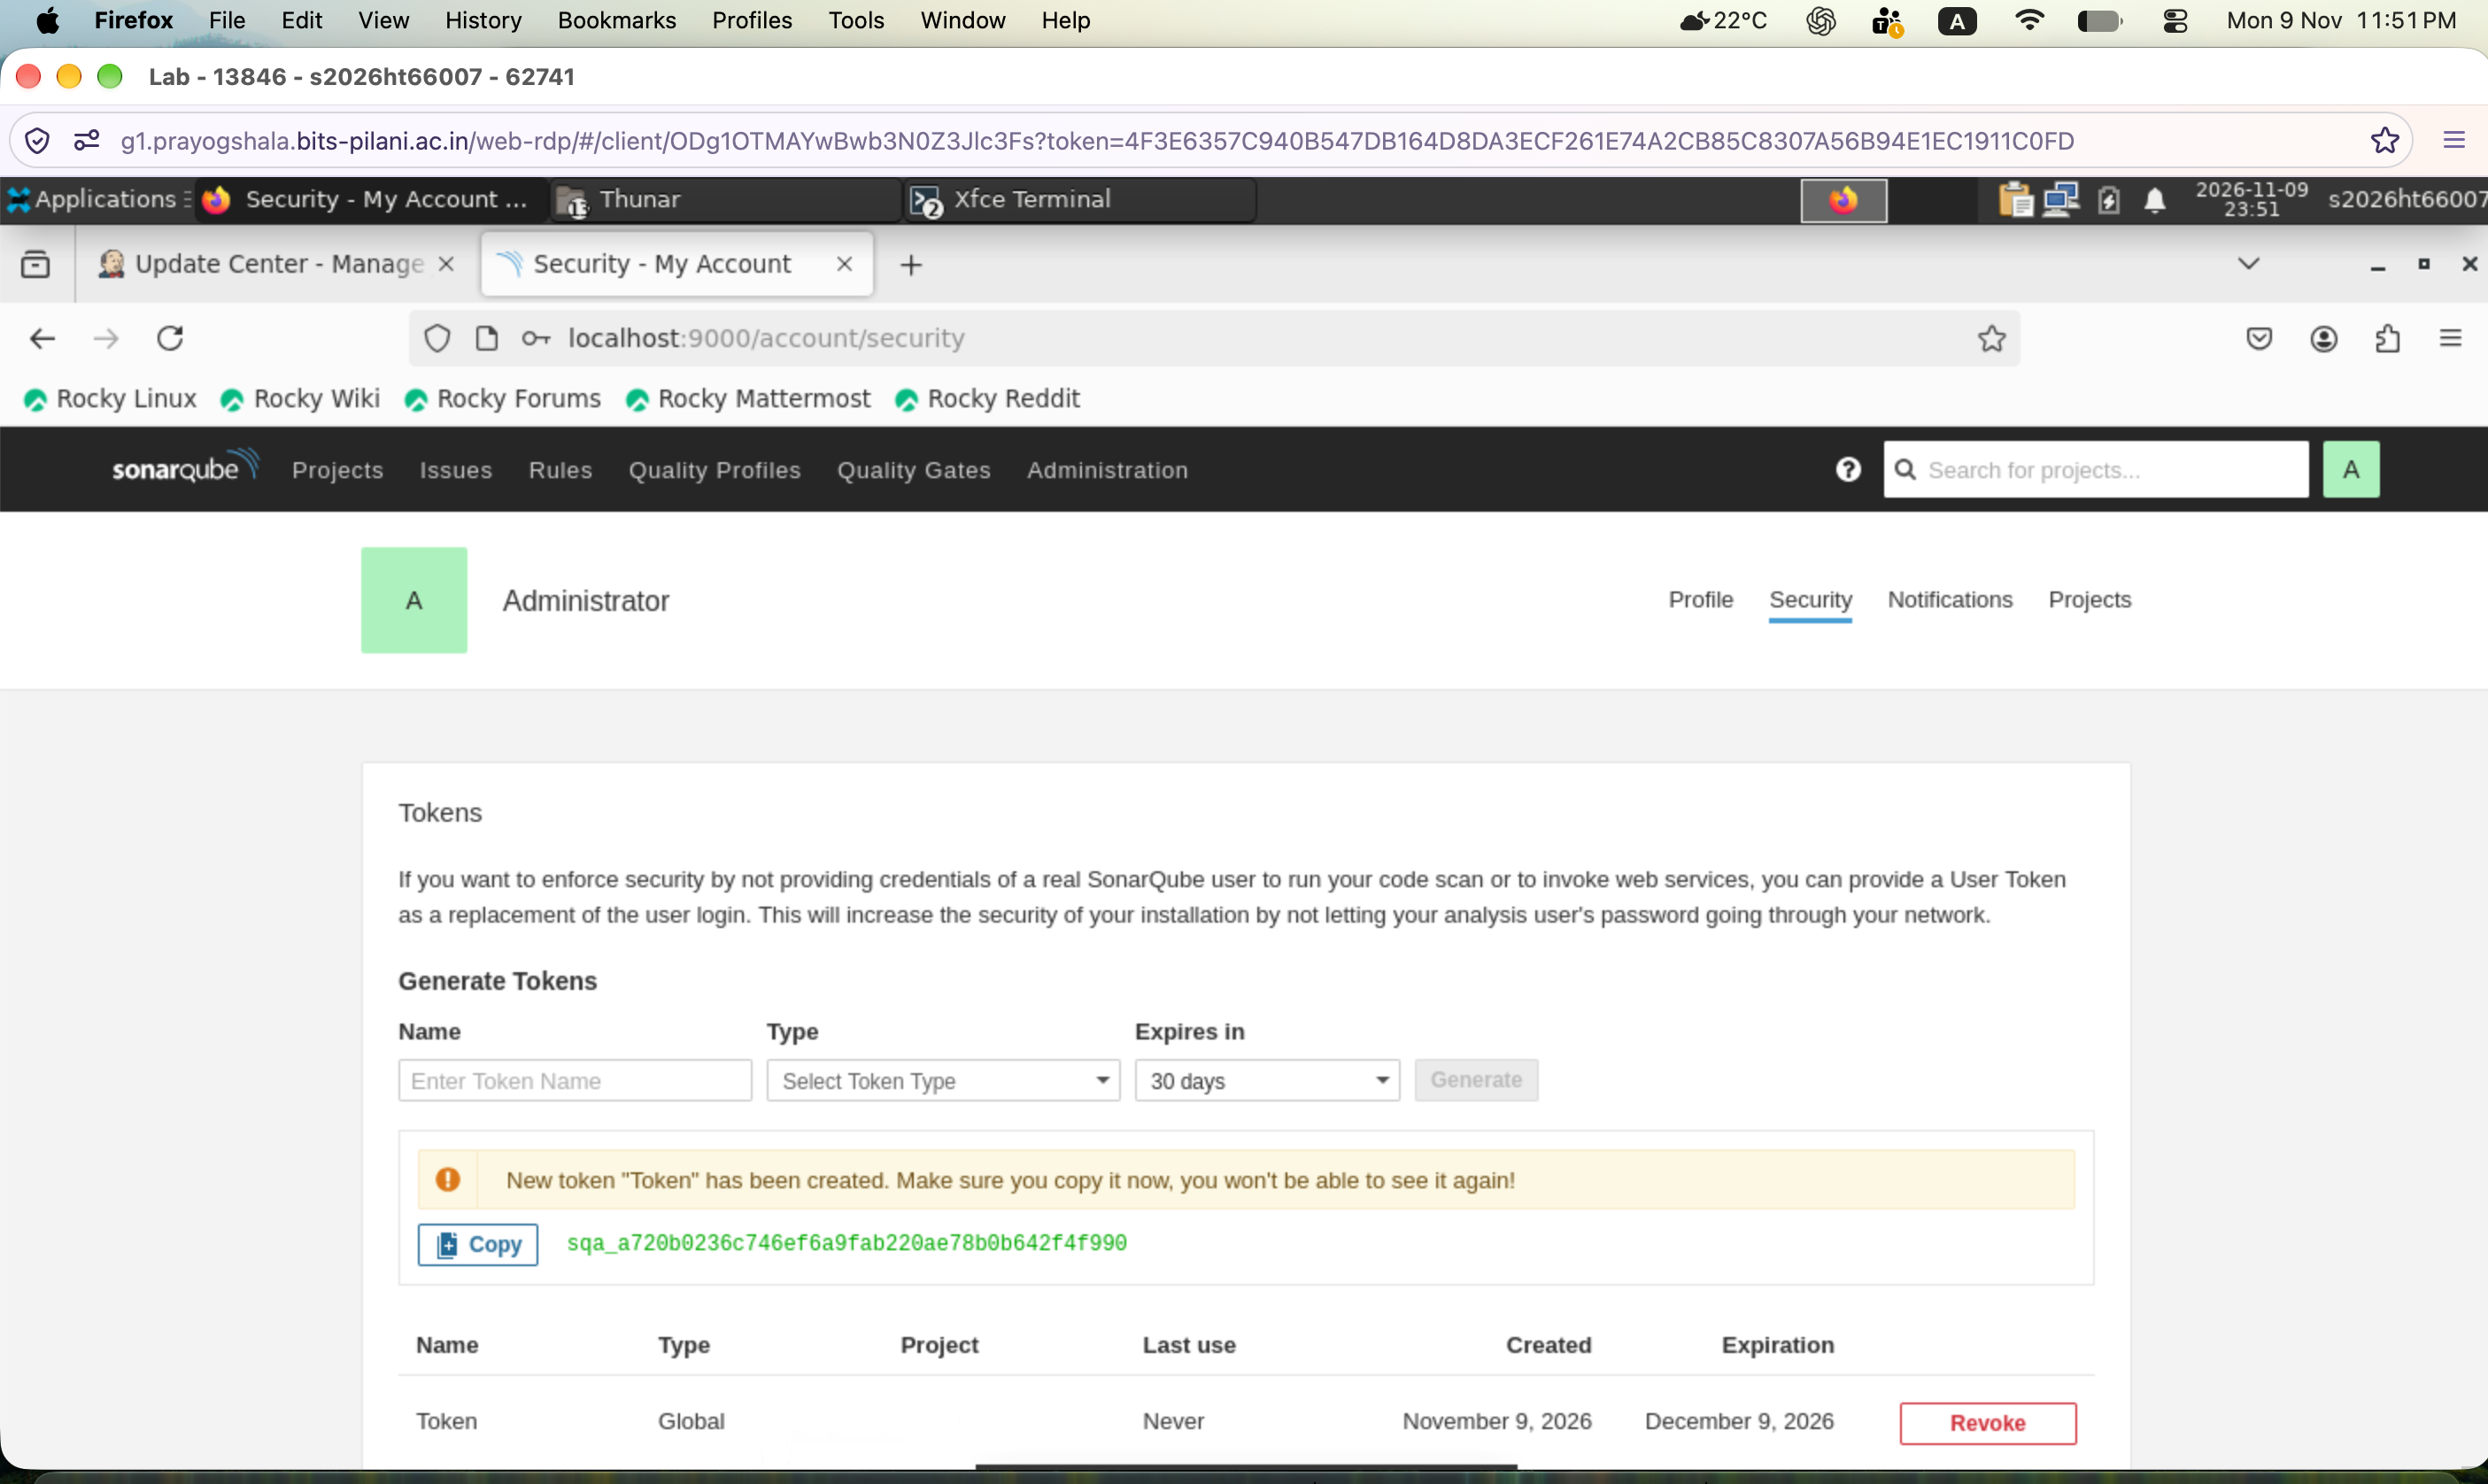 Firefox File Edit View History Bookmarks Profiles Tools Window Help 22°C A Mon 9 Nov 11:51 PM
Lab - 13846 - s2026ht66007 - 62741
g1.prayogshala.bits-pilani.ac.in/web-rdp/#/client/ODg1OTMAYwBwb3N0Z3Jlc3Fs?token=4F3E6357C940B547DB164D8DA3ECF261E74A2CB85C8307A56B94E1EC1911C0FD
Applications Security - My Account ... 13 Thunar 2 Xfce Terminal 2026-11-09 s2026ht66007
23:51
Update Center - Manage Security - My Account
localhost:9000/account/security
Rocky Linux Rocky Wiki Rocky Forums Rocky Mattermost Rocky Reddit
sonarqube Projects Issues Rules Quality Profiles Quality Gates Administration ? Search for projects... A
A Administrator Profile Security Notifications Projects
Tokens
If you want to enforce security by not providing credentials of a real SonarQube user to run your code scan or to invoke web services, you can provide a User Token
as a replacement of the user login. This will increase the security of your installation by not letting your analysis user's password going through your network.
Generate Tokens
Name Type Expires in
Enter Token Name Select Token Type 30 days Generate
New token "Token" has been created. Make sure you copy it now, you won't be able to see it again!
Copy sqa_a720b0236c746ef6a9fab220ae78b0b642f4f990
Name Type Project Last use Created Expiration
Token Global Never November 9, 2026 December 9, 2026 Revoke